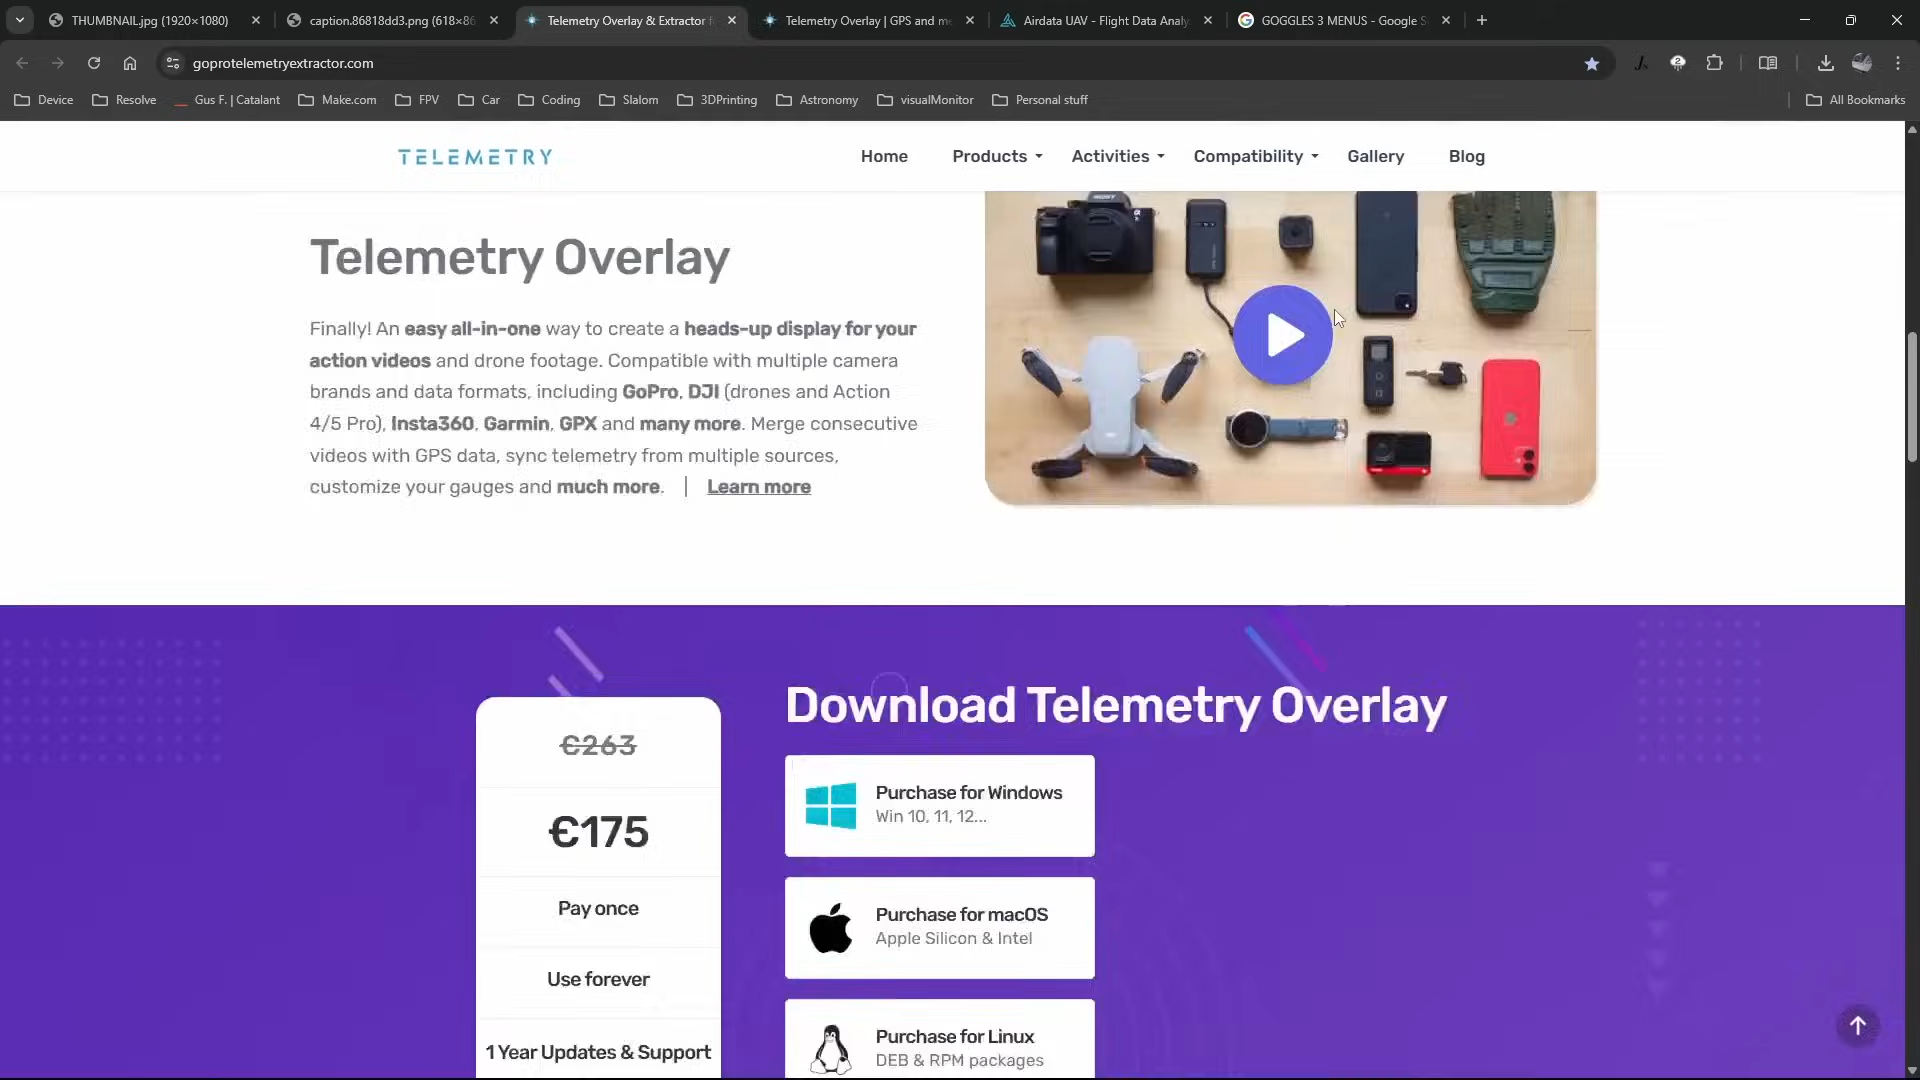 THUMBNAIL.jpg (1920×1080)
caption.86818dd3.png (618×86
Telemetry Overlay & Extractor f
Telemetry Overlay | GPS and me
Airdata UAV - Flight Data Analy
GOGGLES 3 MENUS - Google S
goprotelemetryextractor.com
Device
Resolve
Gus F. | Catalant
Make.com
FPV
Car
Coding
Slalom
3DPrinting
Astronomy
visualMonitor
Personal stuff
All Bookmarks
TELEMETRY
Home
Products
Activities
Compatibility
Gallery
Blog
Telemetry Overlay
Finally! An easy all-in-one way to create a heads-up display for your
action videos and drone footage. Compatible with multiple camera
brands and data formats, including GoPro, DJI (drones and Action
4/5 Pro), Insta360, Garmin, GPX and many more. Merge consecutive
videos with GPS data, sync telemetry from multiple sources,
customize your gauges and much more. | Learn more
€263
€175
Pay once
Use forever
1 Year Updates & Support
Download Telemetry Overlay
Purchase for Windows
Win 10, 11, 12...
Purchase for macOS
Apple Silicon & Intel
Purchase for Linux
DEB & RPM packages